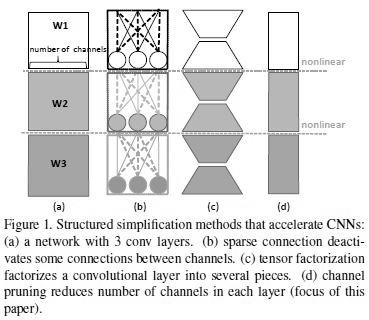 W1
number of channels
nonlinear
W2
nonlinear
W3
(a) (b) (c) (d)
Figure 1. Structured simplification methods that accelerate CNNs:
(a) a network with 3 conv layers. (b) sparse connection deacti-
vates some connections between channels. (c) tensor factorization
factorizes a convolutional layer into several pieces. (d) channel
pruning reduces number of channels in each layer (focus of this
paper).